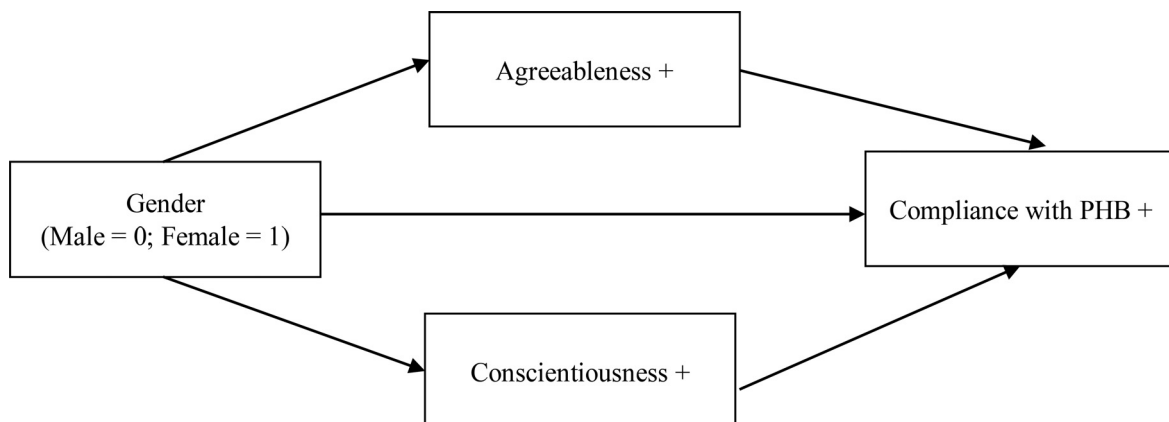 Agreeableness +
Gender
(Male = 0; Female = 1)
Compliance with PHB +
Conscientiousness +